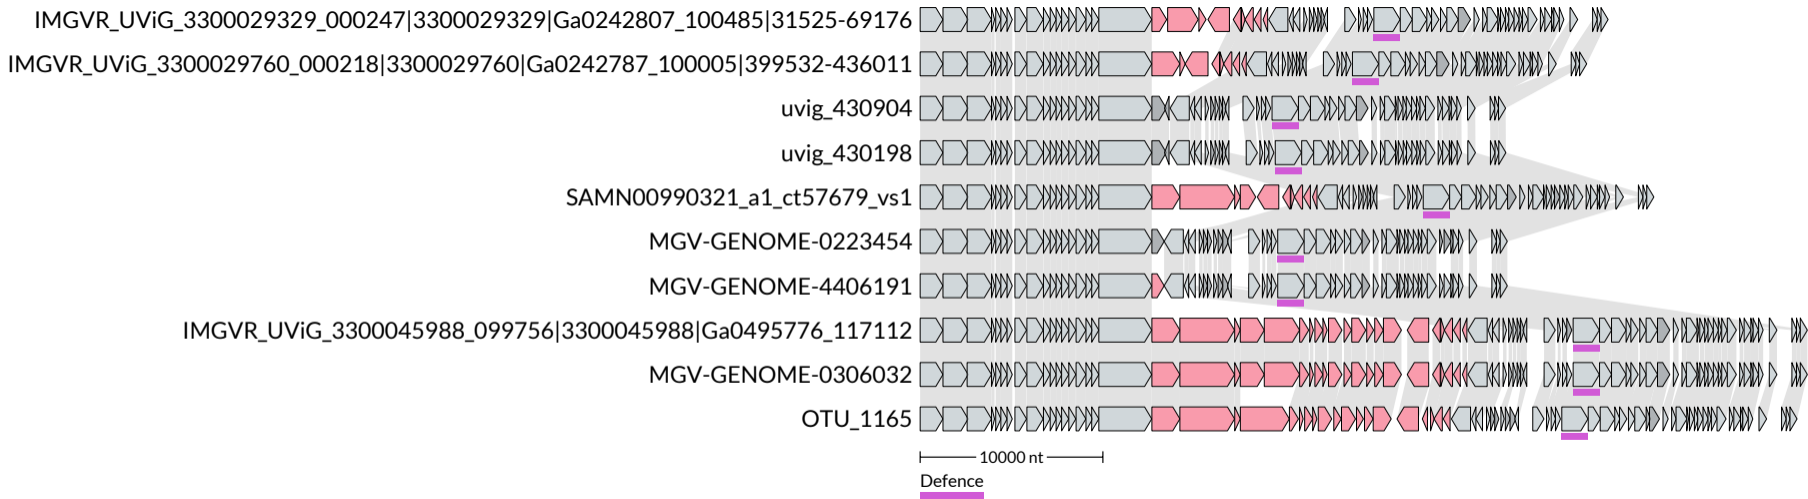 IMGVR_UViG_3300029329_000247|3300029329|Ga0242807_100485|31525-69176
IMGVR_UViG_3300029760_000218|3300029760|Ga0242787_100005|399532-436011
uvig_430904
uvig_430198
SAMN00990321_a1_ct57679_vs1
MGV-GENOME-0223454
MGV-GENOME-4406191
IMGVR_UViG_3300045988_099756|3300045988|Ga0495776_117112
MGV-GENOME-0306032
OTU_1165
10000 nt
Defence